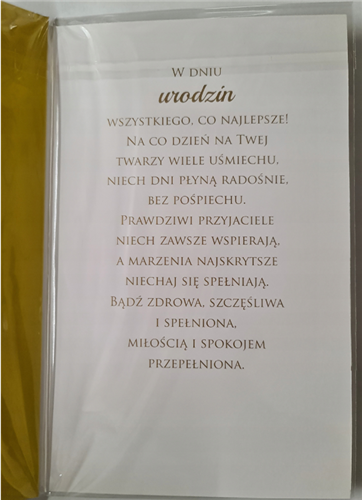 W DNIU
urodzin
WSZYSTKIEGO, CO NAJLEPSZE!
NA CO DZIEŃ NA TWEJ
TWARZY WIELE UŚMIECHU,
NIECH DNI PŁYNĄ RADOŚNIE,
BEZ POŚPIECHU.
PRAWDZIWI PRZYJACIELE
NIECH ZAWSZE WSPIERAJĄ,
A MARZENIA NAJSKRYTSZE
NIECHAJ SIĘ SPEŁNIAJĄ.
BĄDŹ ZDROWA, SZCZĘŚLIWA
I SPEŁNIONA,
MIŁOŚCIĄ I SPOKOJEM
PRZEPEŁNIONA.